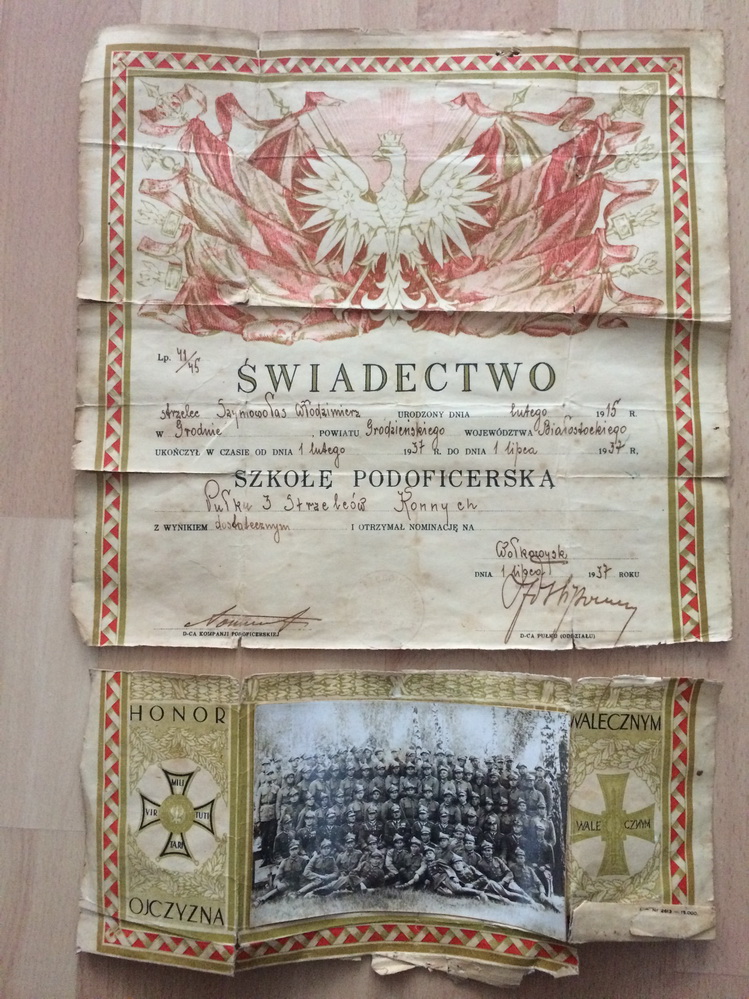 Lp. 41/45
ŚWIADECTWO
strzelec Szyniowolas Włodzimierz URODZONY DNIA lutego 1915 R.
W Grodnie, POWIATU Grodzieńskiego WOJEWÓDZTWA Białostockiego
UKOŃCZYŁ W CZASIE OD DNIA 1 lutego 1937 R. DO DNIA 1 lipca 1937 R.
SZKOŁĘ PODOFICERSKĄ
Pułku 3 Strzelców Konnych
Z WYNIKIEM dostatecznym I OTRZYMAŁ NOMINACJĘ NA
Wołkowysk
DNIA 1 lipca 1937 ROKU
D-CA KOMPANJI PODOFICERSKIEJ
D-CA PUŁKU (ODDZIAŁU)
HONOR
WALECZNYM
VIRTUTI
MILITARI
WALECZNYM
OJCZYZNA